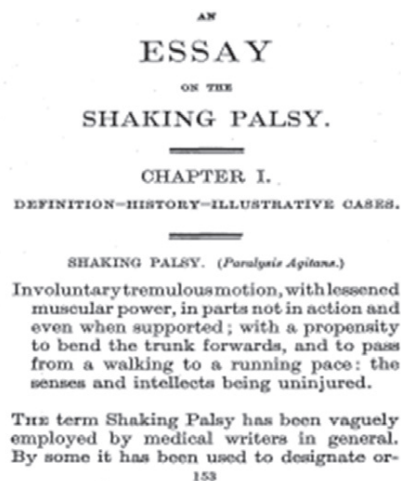 AN
ESSAY
ON THE
SHAKING PALSY.
CHAPTER I.
DEFINITION—HISTORY—ILLUSTRATIVE CASES.
SHAKING PALSY. (Paralysis Agitans.)
Involuntary tremulous motion, with lessened
muscular power, in parts not in action and
even when supported; with a propensity
to bend the trunk forwards, and to pass
from a walking to a running pace: the
senses and intellects being uninjured.
THE term Shaking Palsy has been vaguely
employed by medical writers in general.
By some it has been used to designate or-
153